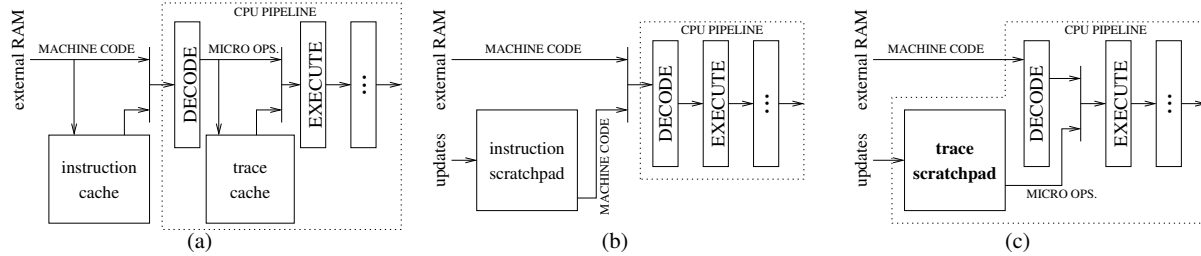 CPU PIPELINE
external RAM
MACHINE CODE
MICRO OPS.
DECODE
EXECUTE
...
instruction
cache
trace
cache
(a)
CPU PIPELINE
external RAM
MACHINE CODE
DECODE
EXECUTE
...
updates
instruction
scratchpad
MACHINE CODE
(b)
CPU PIPELINE
external RAM
MACHINE CODE
DECODE
EXECUTE
...
updates
trace
scratchpad
MICRO OPS.
(c)